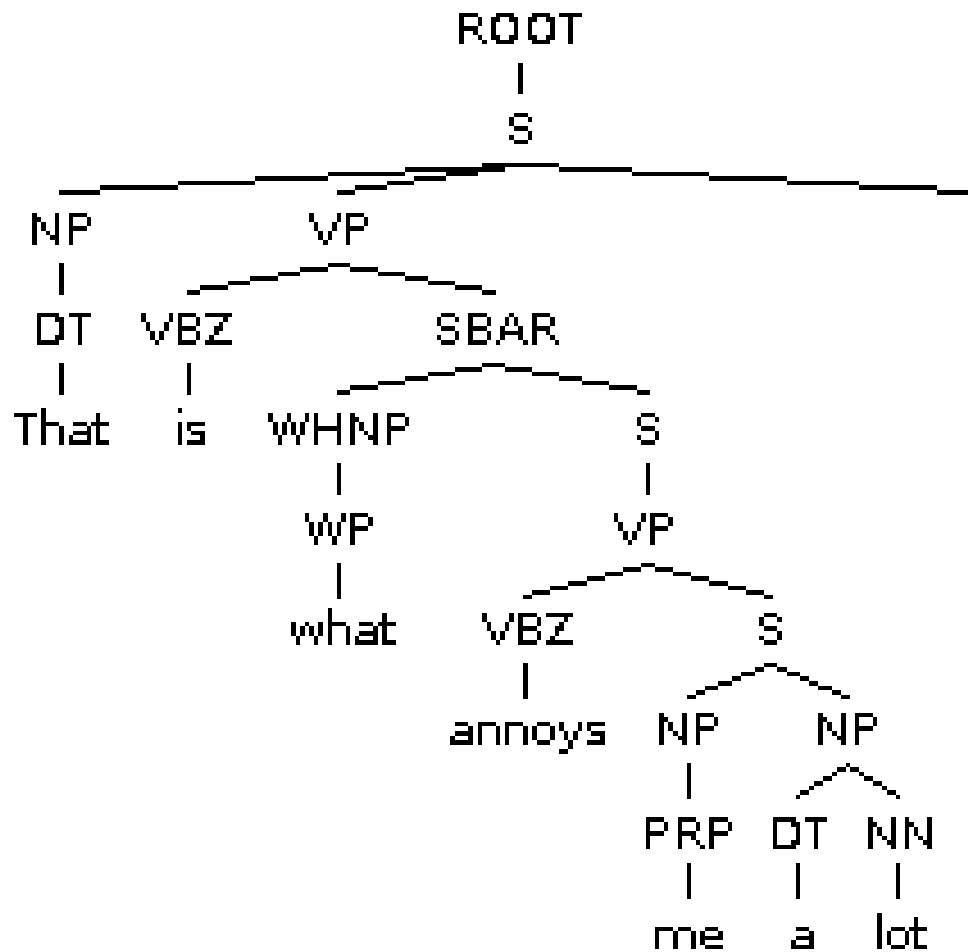 ROOT
S
NP VP
DT VBZ SBAR
That is WHNP S
WP VP
what VBZ S
annoys NP NP
PRP DT NN
me a lot